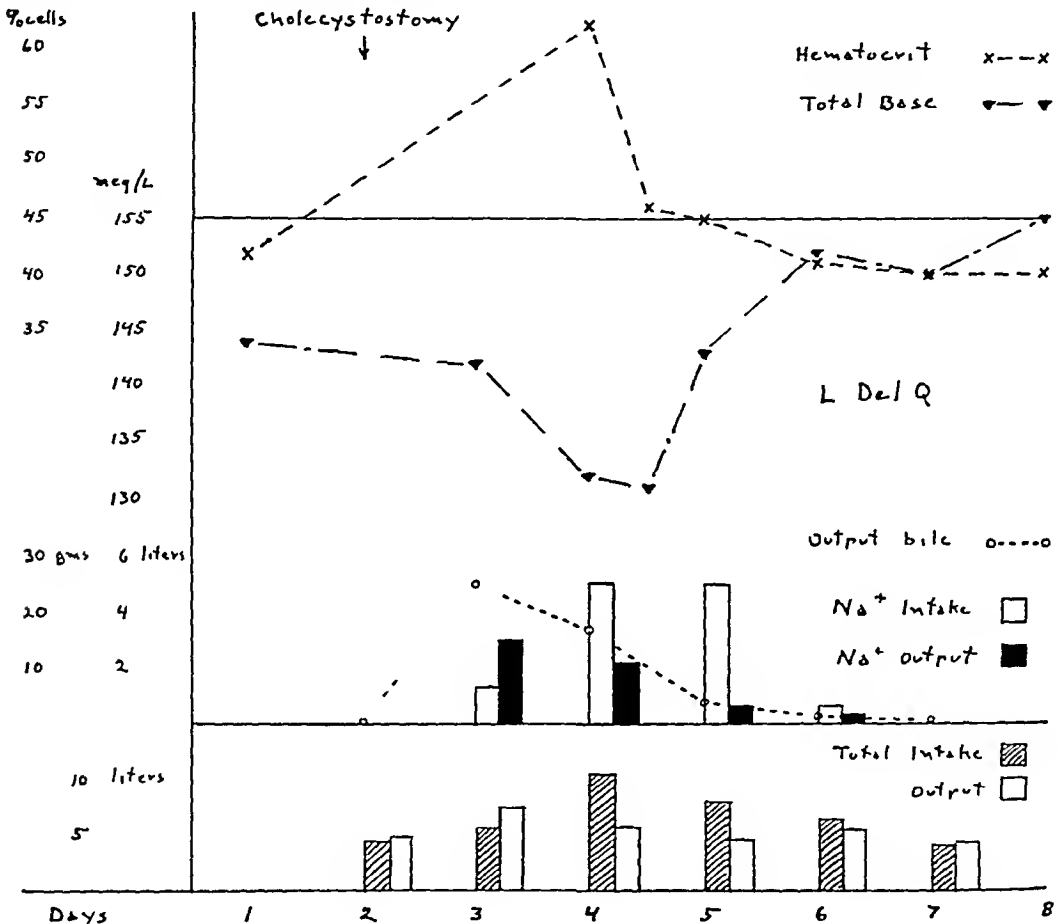 %cells
Cholecystostomy
60
Hematocrit x---x
55
Total Base
50
meq/L
45 155
40 150
35 145
140
L Del Q
135
130
Output bile o----o
30 gms 6 liters
Na+ Intake
20 4
Na+ Output
10 2
Total Intake
10 liters
Output
5
Days 1 2 3 4 5 6 7 8